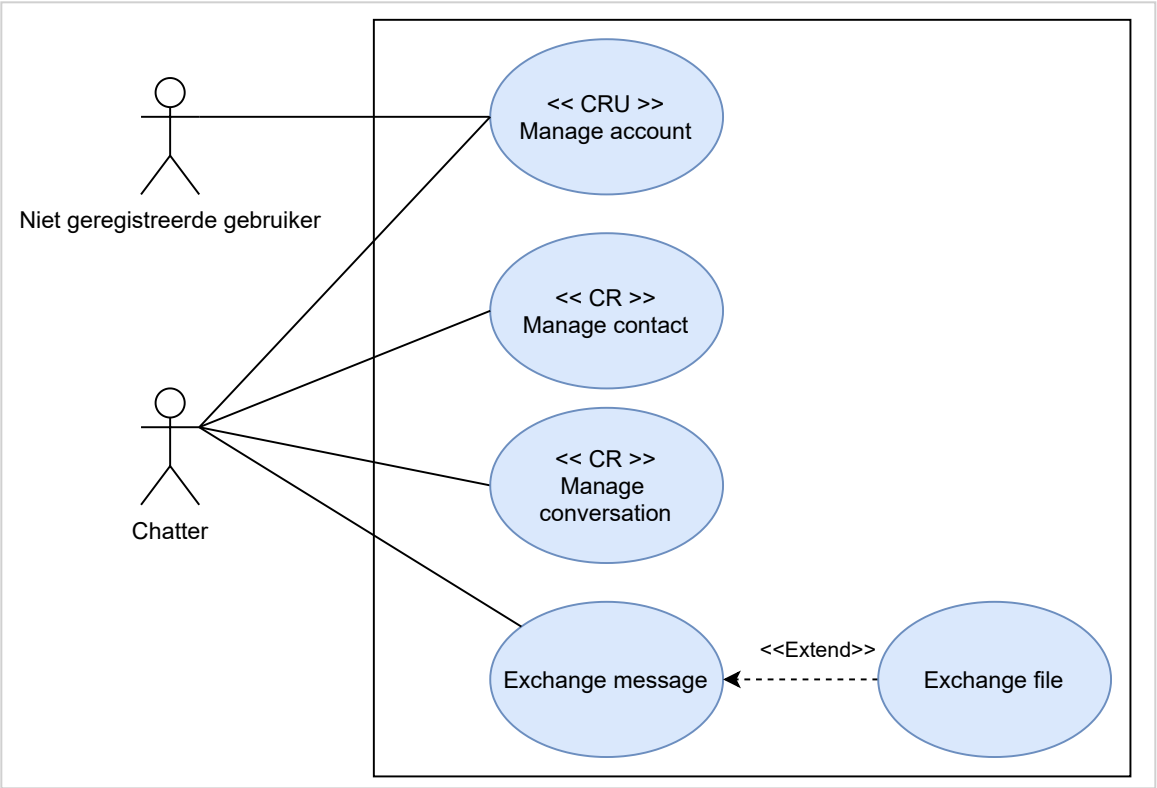 << CRU >>
Manage account
Niet geregistreerde gebruiker
<< CR >>
Manage contact
<< CR >>
Manage
conversation
Chatter
<<Extend>>
Exchange message
Exchange file